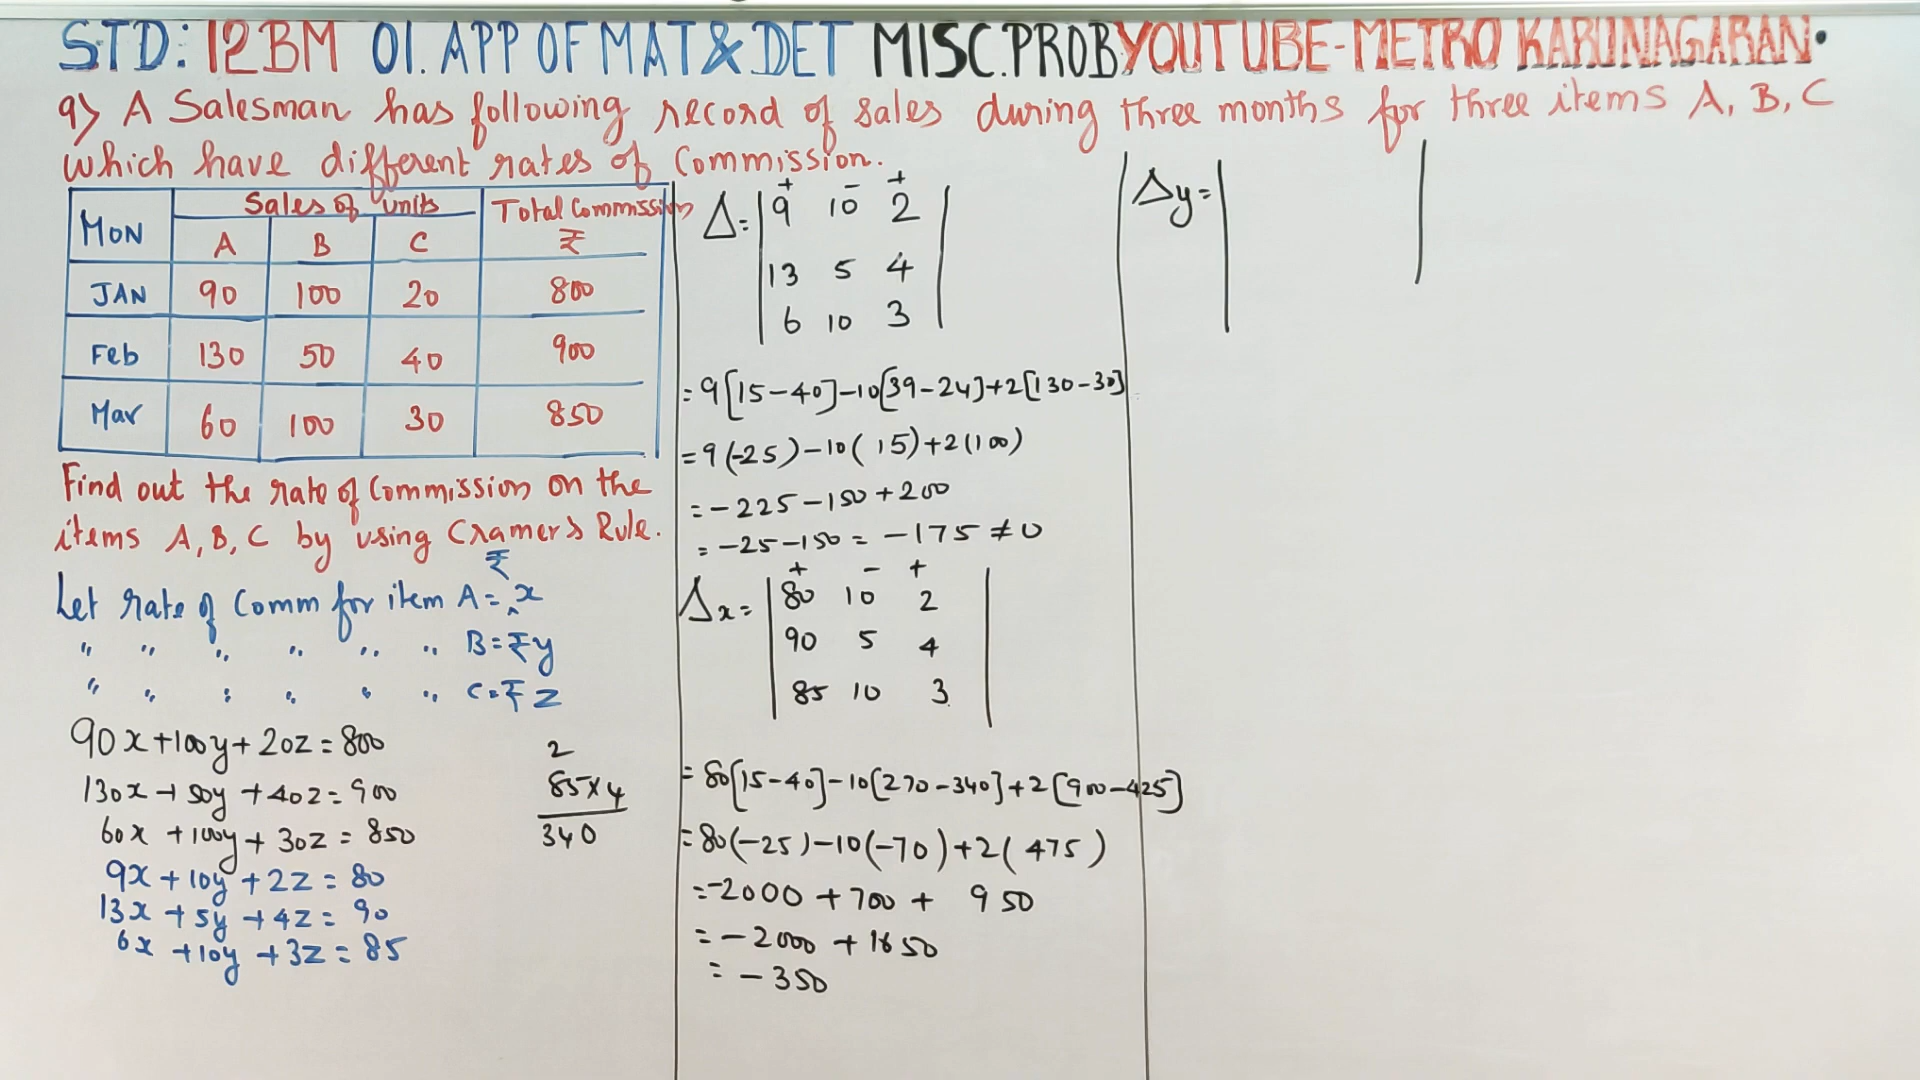 STD: 12BM 01. APP OF MAT & DET MISC.PROB YOUTUBE-METRO KARUNAGARAN.
9) A Salesman has following record of sales during three months for three items A, B, C
which have different rates of Commission.
MON Sales of units Total Commission ₹
A B C
JAN 90 100 20 800
Feb 130 50 40 900
Mar 60 100 30 850
Find out the rate of Commission on the
items A, B, C by using Cramer's Rule.
Let rate of Comm for item A = ₹ x
" " " " " " B = ₹ y
" " " " " " C = ₹ z
90x + 100y + 20z = 800
130x + 50y + 40z = 900
60x + 100y + 30z = 850
9x + 10y + 2z = 80
13x + 5y + 4z = 90
6x + 10y + 3z = 85
2
85 x 4
340
+ - +
Δ = | 9 10 2 |
| 13 5 4 |
| 6 10 3 |
= 9[15-40] - 10[39-24] + 2[130-30]
= 9(-25) - 10(15) + 2(100)
= -225 - 150 + 200
= -25 - 150 = -175 ≠ 0
+ - +
Δx = | 80 10 2 |
| 90 5 4 |
| 85 10 3 |
= 80[15-40] - 10[270-340] + 2[900-425]
= 80(-25) - 10(-70) + 2(475)
= -2000 + 700 + 950
= -2000 + 1650
= -350
Δy = | |